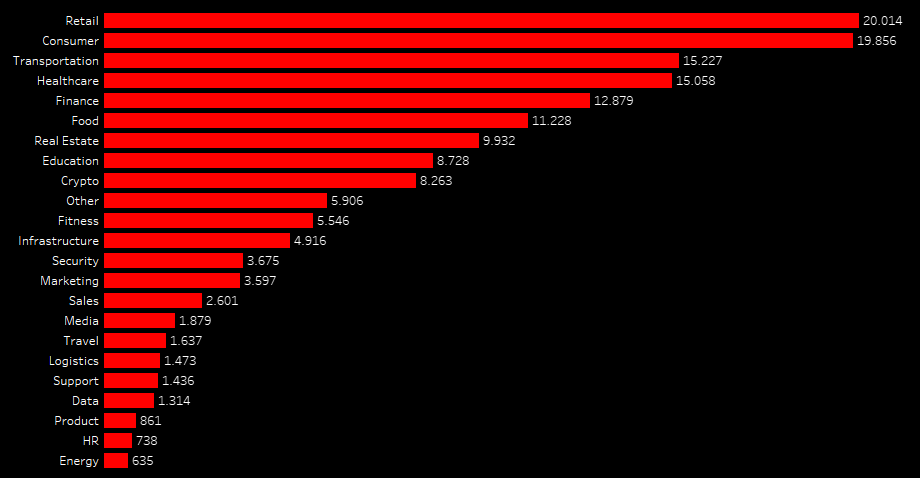 Retail 20.014
Consumer 19.856
Transportation 15.227
Healthcare 15.058
Finance 12.879
Food 11.228
Real Estate 9.932
Education 8.728
Crypto 8.263
Other 5.906
Fitness 5.546
Infrastructure 4.916
Security 3.675
Marketing 3.597
Sales 2.601
Media 1.879
Travel 1.637
Logistics 1.473
Support 1.436
Data 1.314
Product 861
HR 738
Energy 635